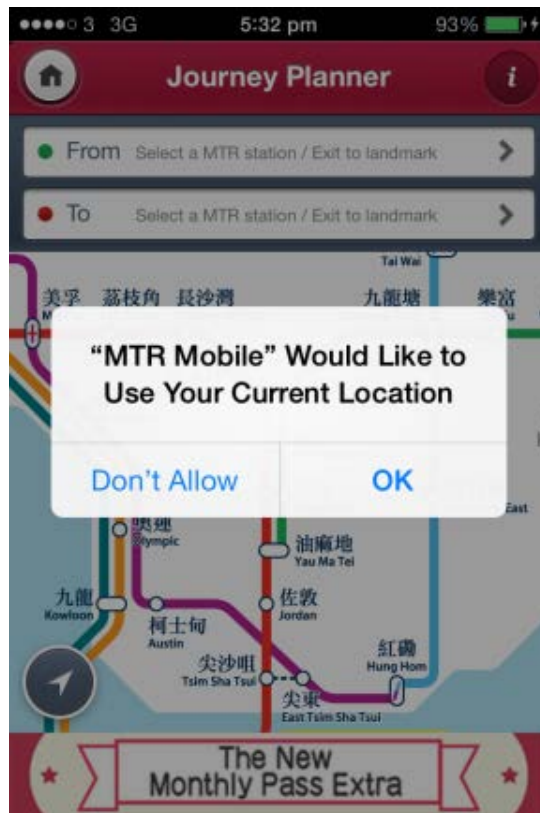 3 3G 5:32 pm 93%
Journey Planner
From Select a MTR station / Exit to landmark
To Select a MTR station / Exit to landmark
Tai Wai
美孚 荔枝角 長沙灣 九龍塘 樂富
“MTR Mobile” Would Like to
Use Your Current Location
Don’t Allow OK
East
奧運
Olympic
油麻地
Yau Ma Tei
九龍
Kowloon
佐敦
Jordan
柯士甸
Austin
紅磡
Hung Hom
尖沙咀
Tsim Sha Tsui
尖東
East Tsim Sha Tsui
The New
Monthly Pass Extra